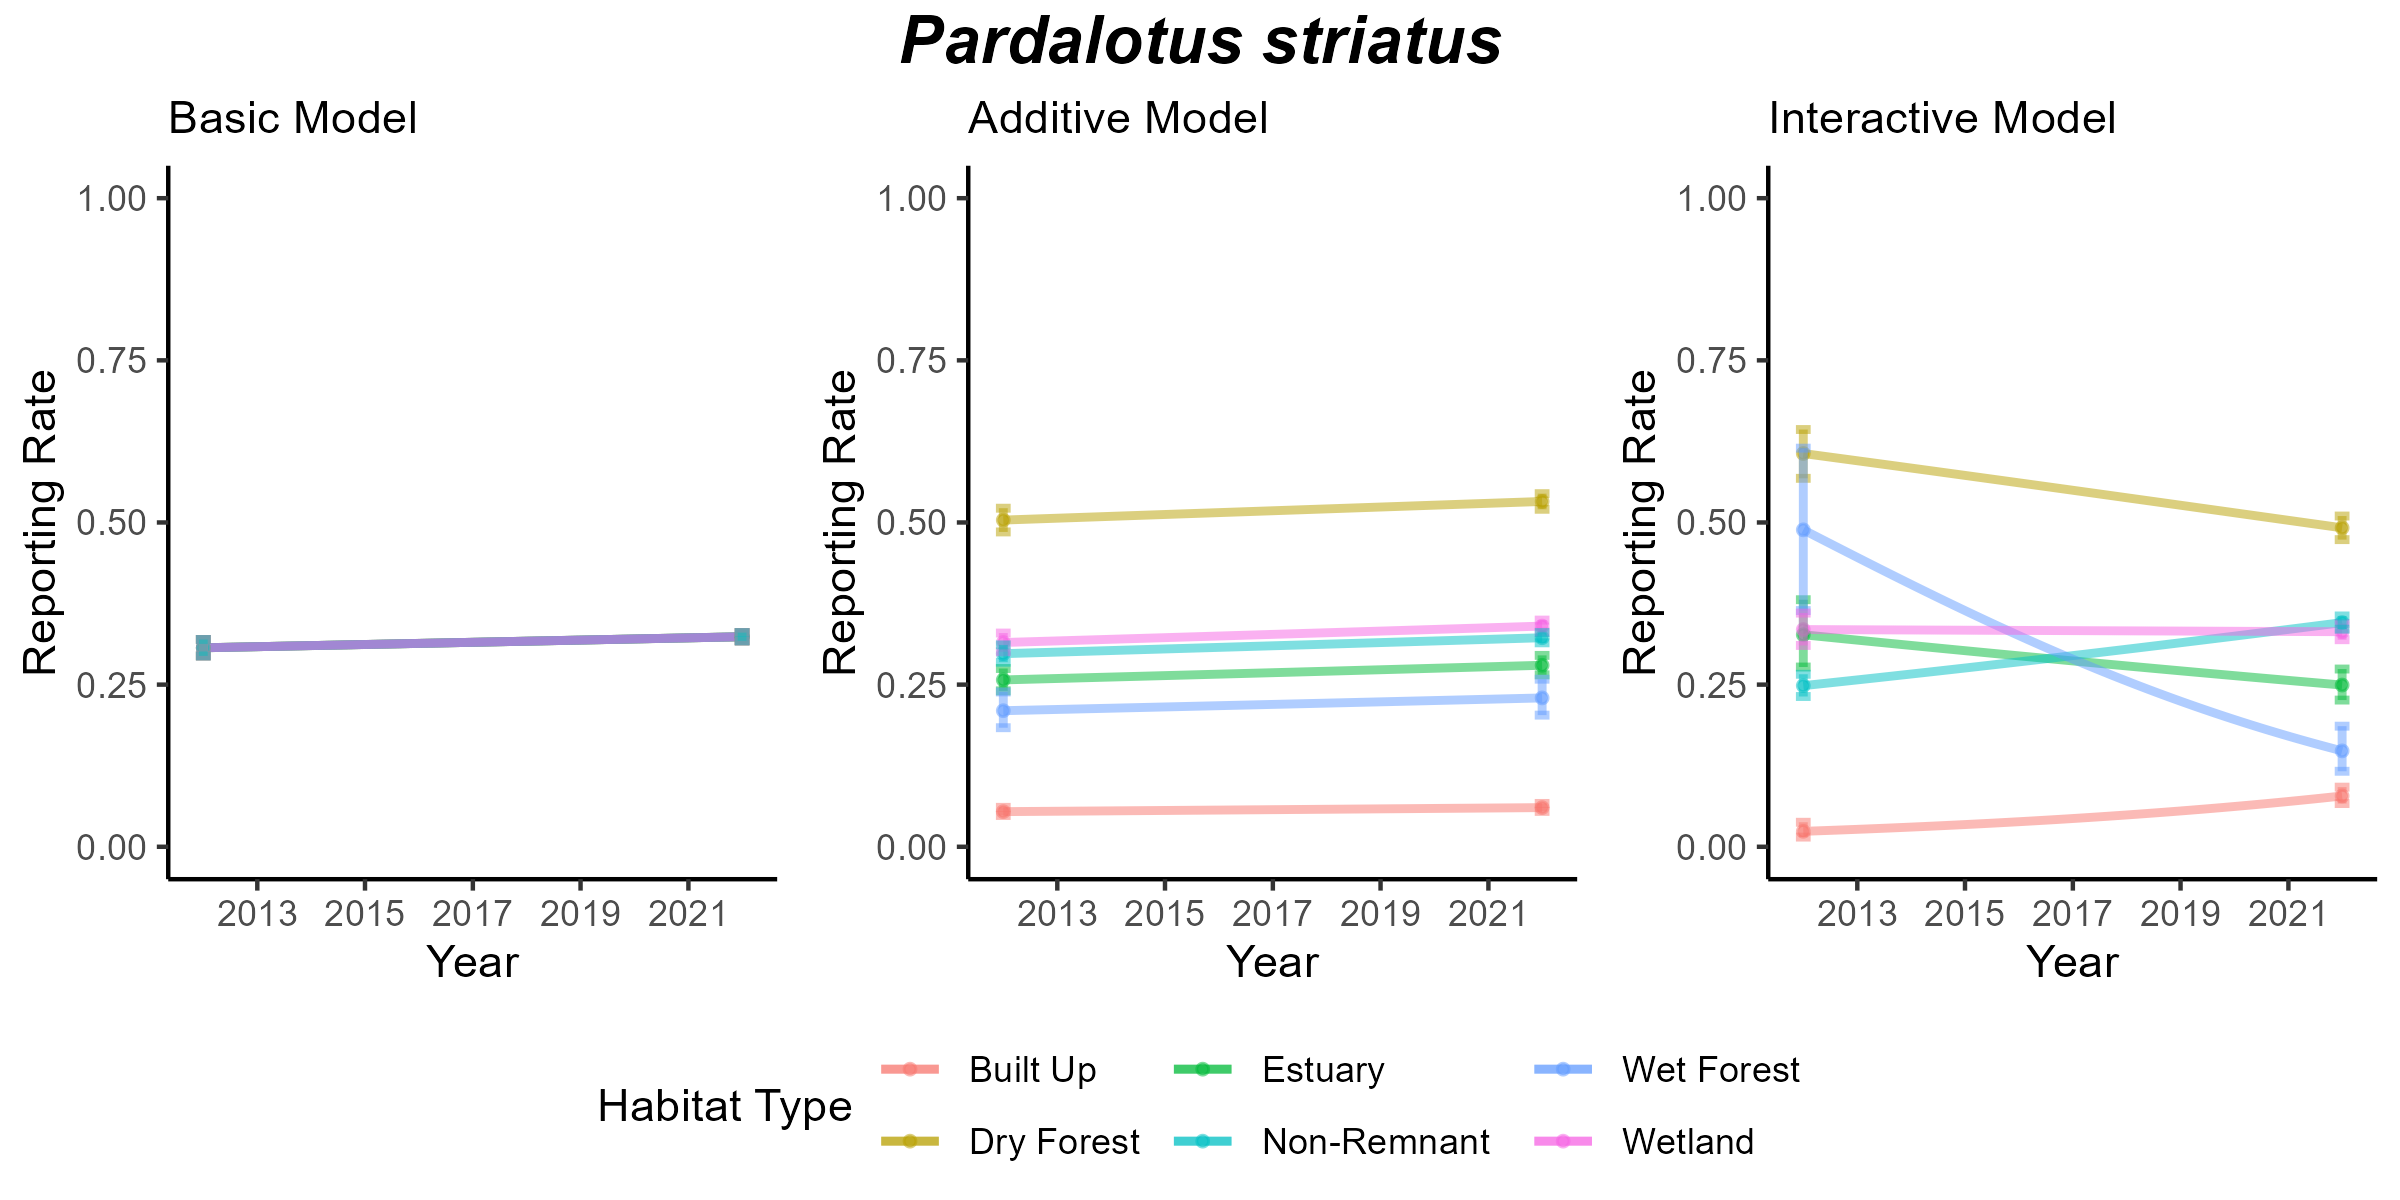 Pardalotus striatus
Basic Model
Additive Model
Interactive Model
Reporting Rate
1.00
0.75
0.50
0.25
0.00
2013 2015 2017 2019 2021
Year
Reporting Rate
1.00
0.75
0.50
0.25
0.00
2013 2015 2017 2019 2021
Year
Reporting Rate
1.00
0.75
0.50
0.25
0.00
2013 2015 2017 2019 2021
Year
Habitat Type
Built Up
Estuary
Wet Forest
Dry Forest
Non-Remnant
Wetland